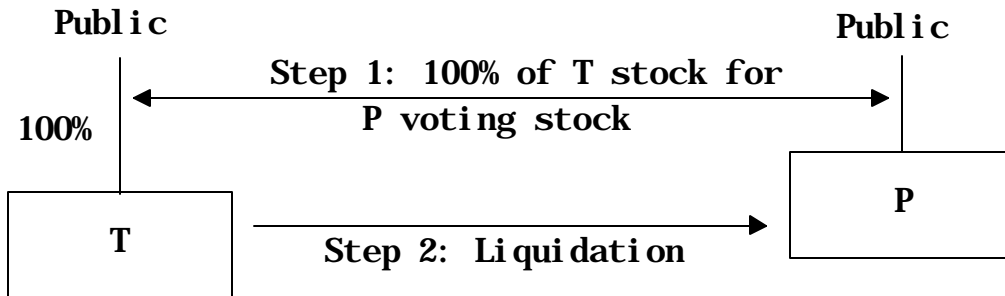 Public
Public
Step 1: 100% of T stock for
P voting stock
100%
P
T
Step 2: Liquidation